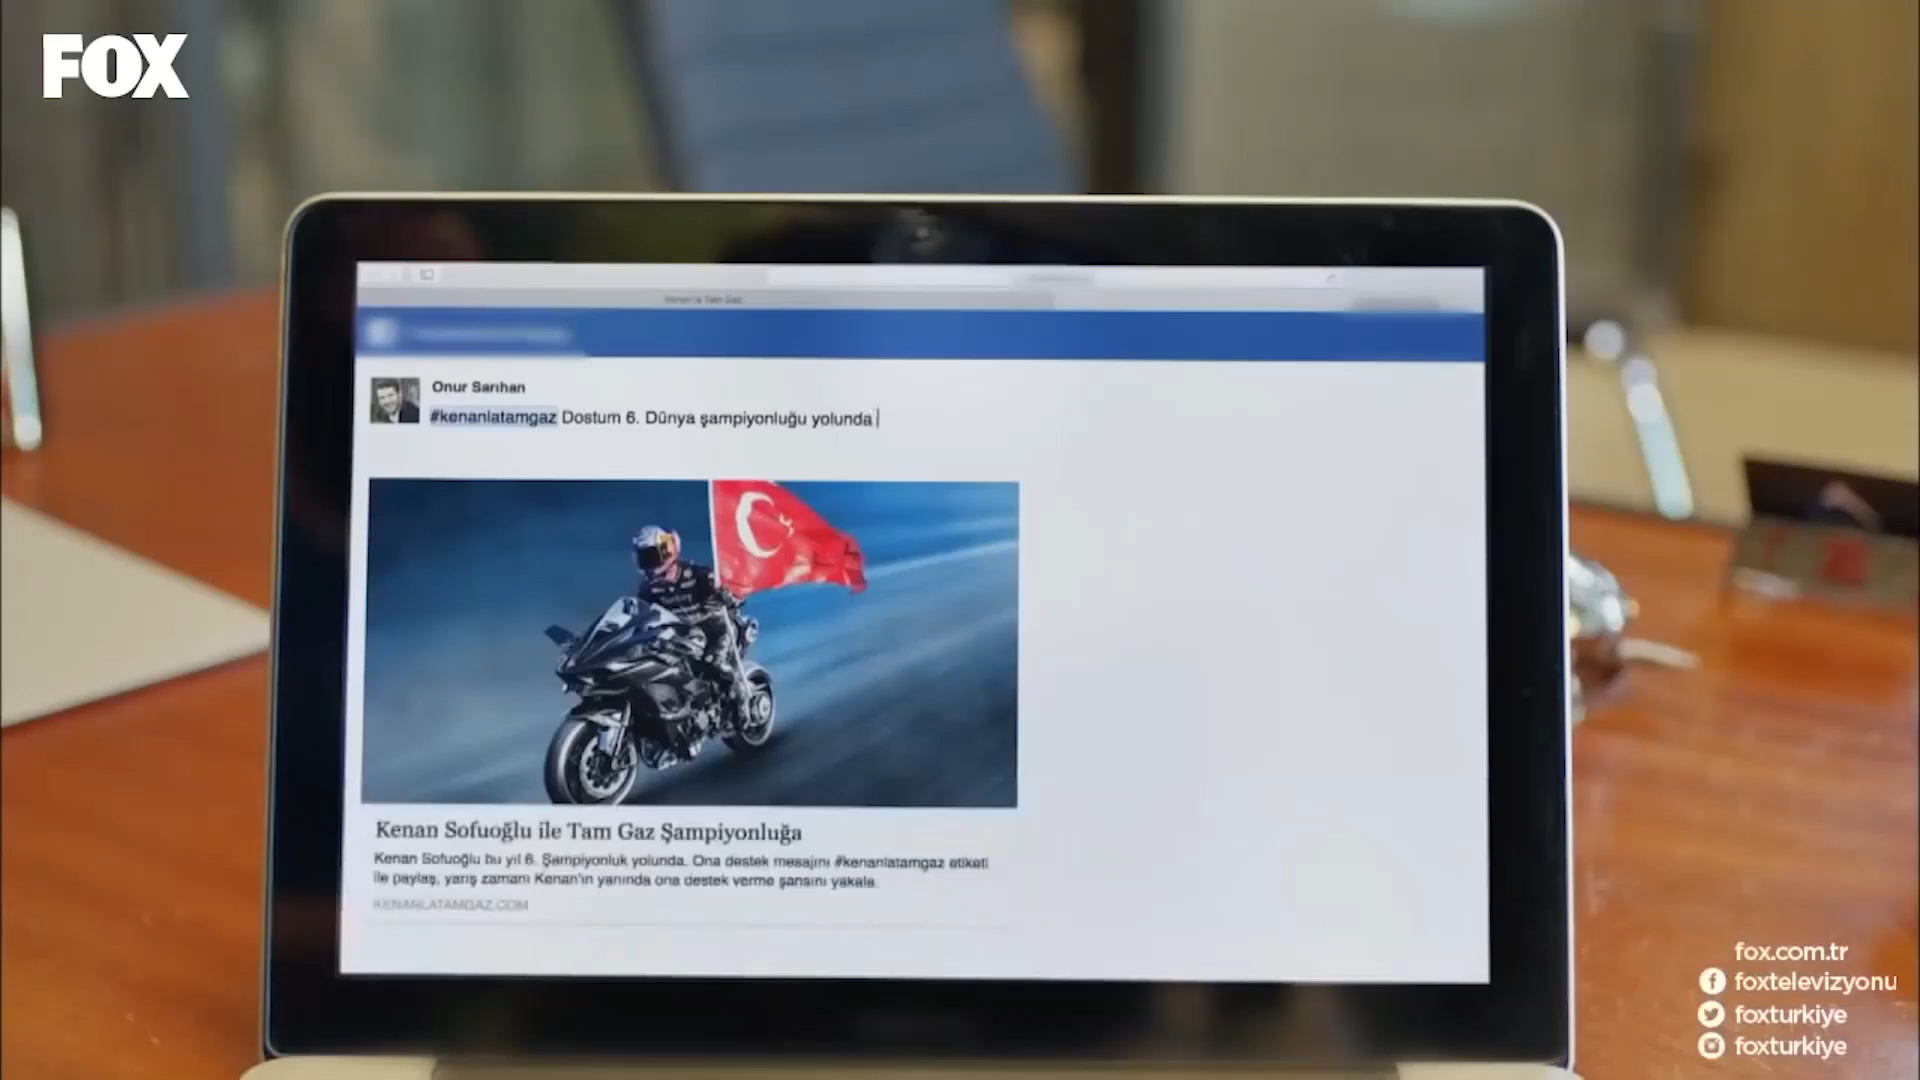 FOX
Onur Sarıhan
#kenanlatamgaz Dostum 6. Dünya şampiyonluğu yolunda
Kenan Sofuoğlu ile Tam Gaz Şampiyonluğa
Kenan Sofuoğlu bu yıl 6. Şampiyonluk yolunda. Ona destek mesajını #kenanlatamgaz etiketi
ile paylaş, yarış zamanı Kenan'ın yanında ona destek verme şansını yakala.
KENANLATAMGAZ.COM
fox.com.tr
foxtelevizyonu
foxturkiye
foxturkiye